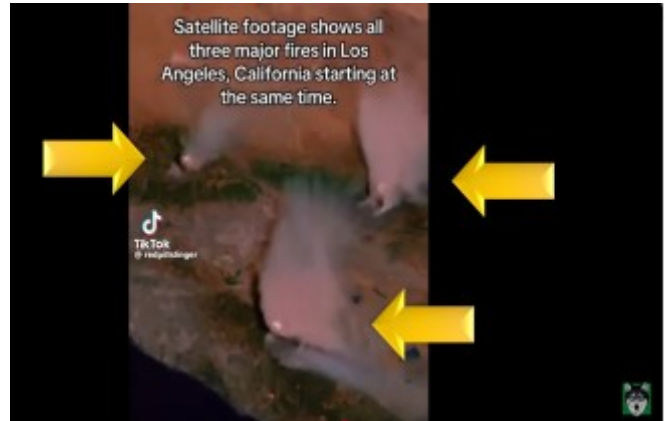 Satellite footage shows all
three major fires in Los
Angeles, California starting at
the same time.
TikTok